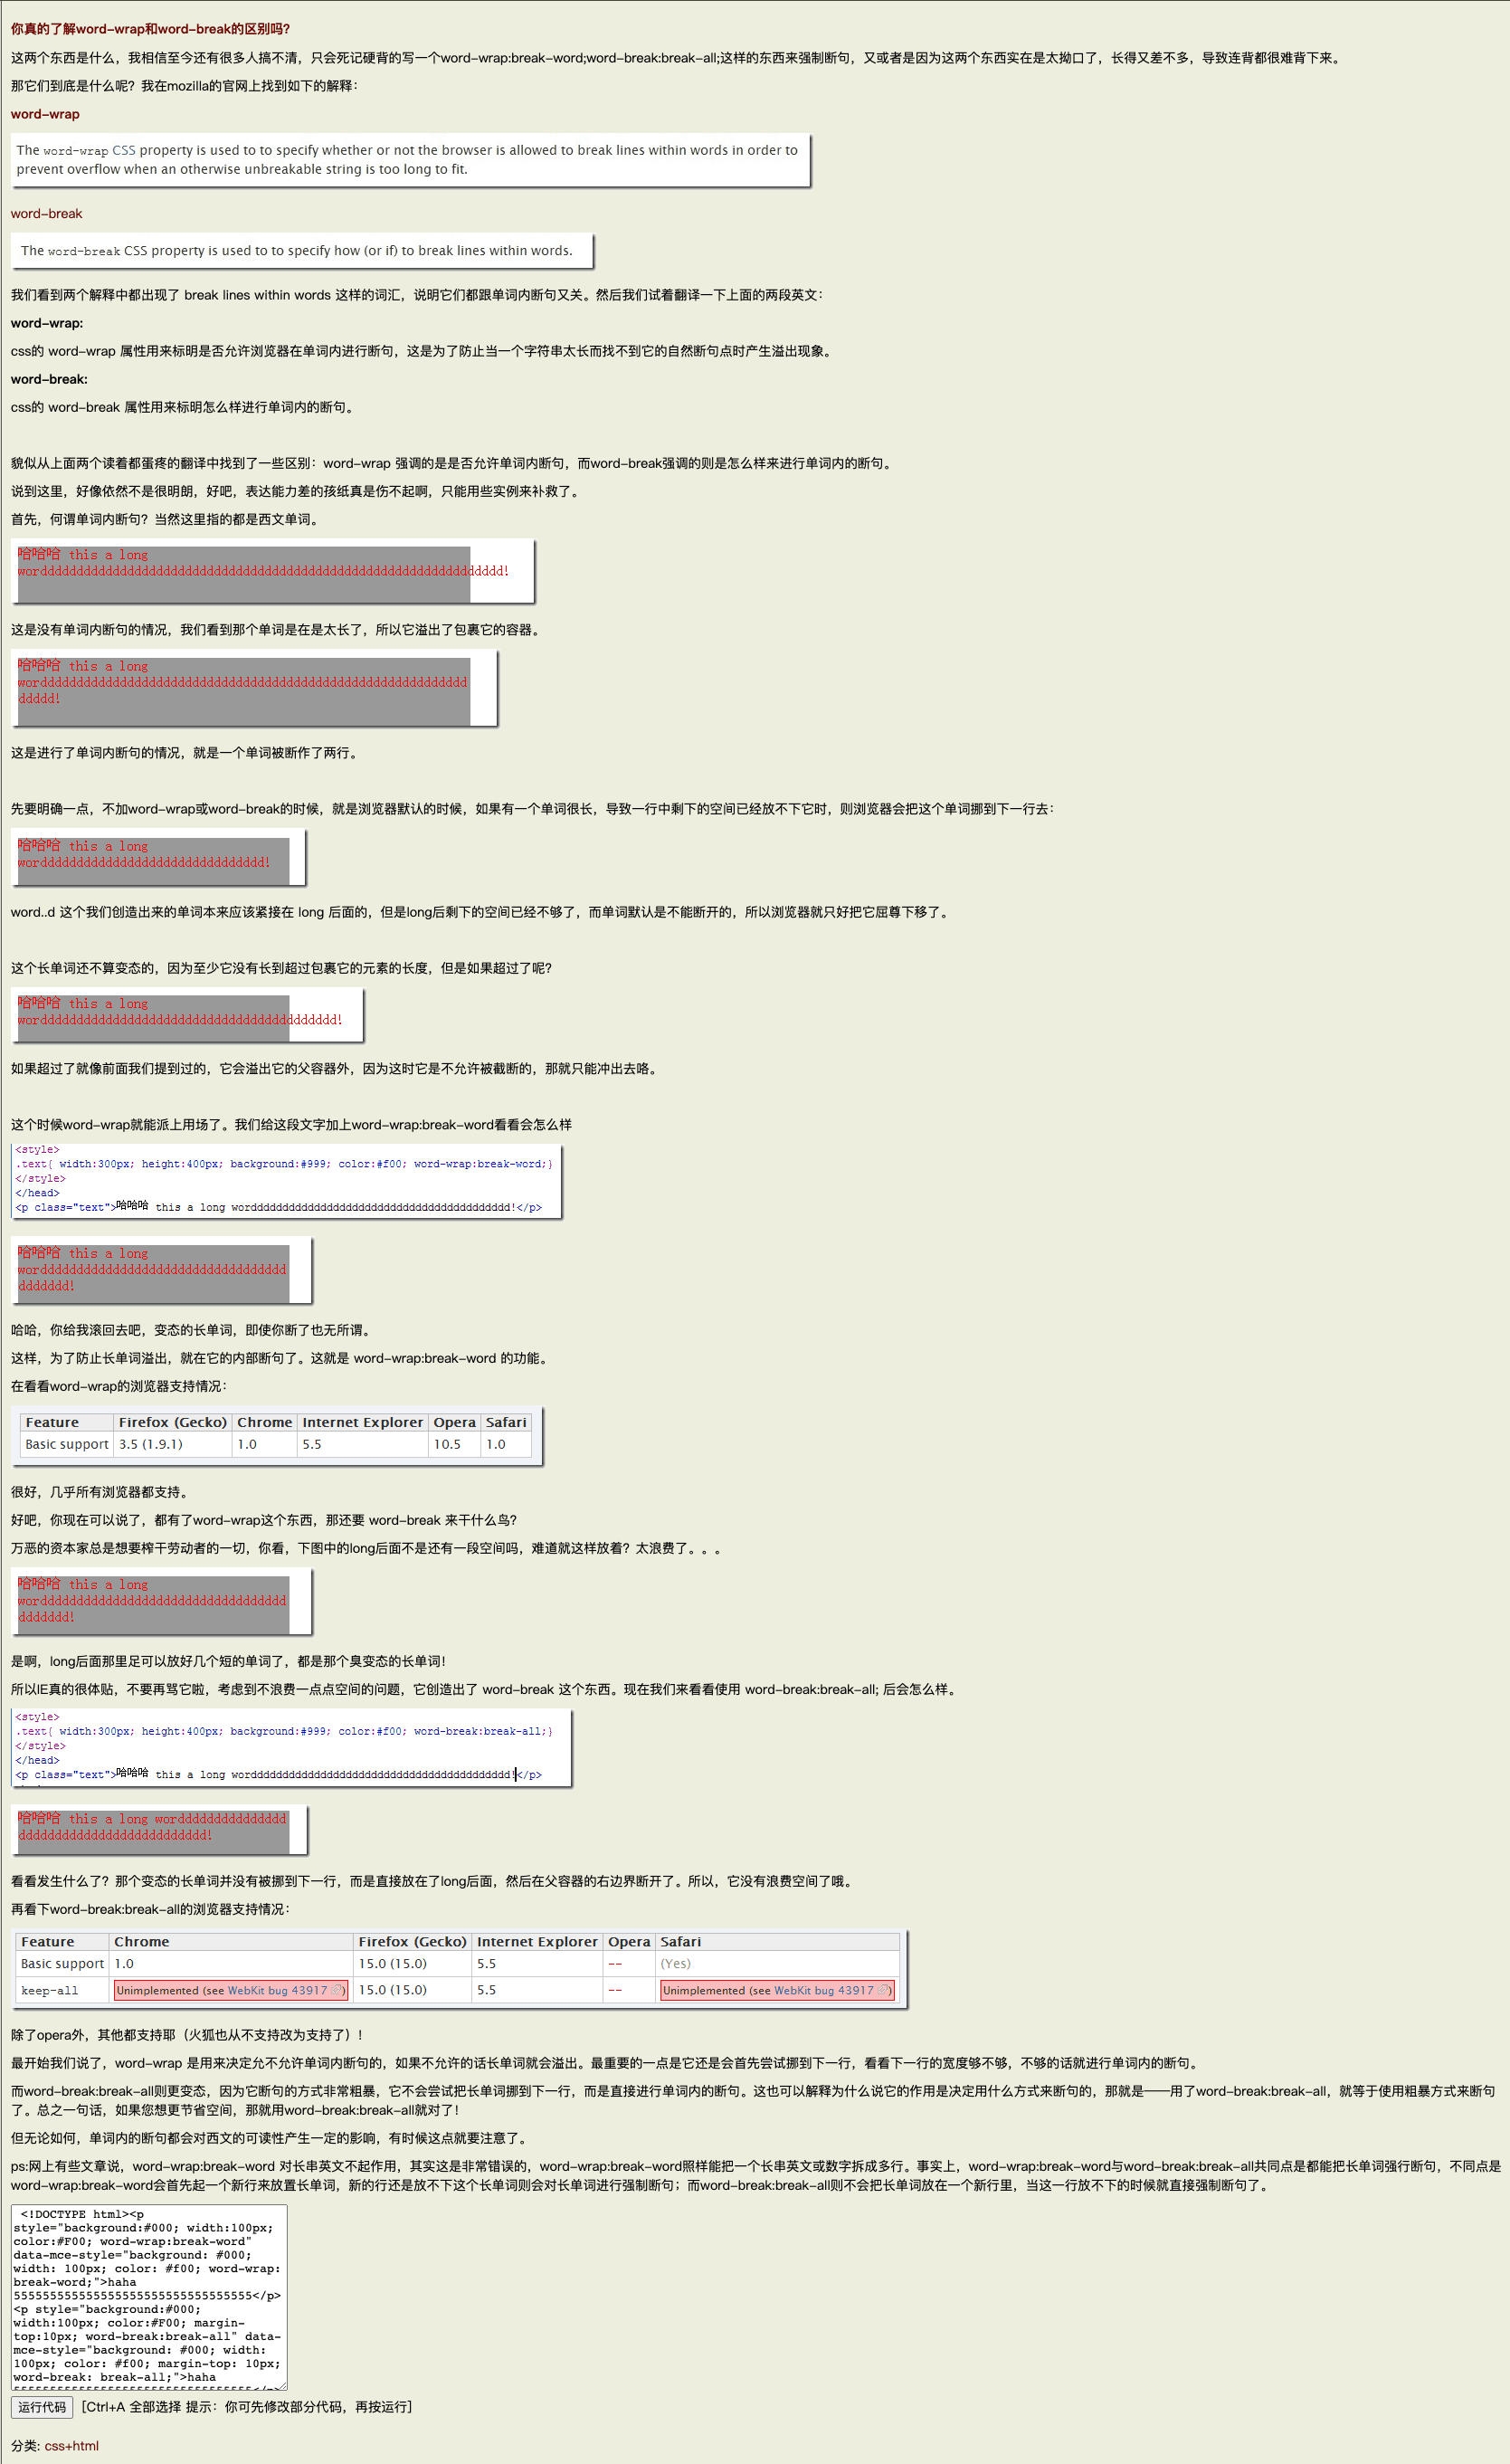 你真的了解word-wrap和word-break的区别吗?
这两个东西是什么，我相信至今还有很多人搞不清，只会死记硬背的写一个word-wrap:break-word;word-break:break-all;这样的东西来强制断句，又或者是因为这两个东西实在是太拗口了，长得又差不多，导致连背都很难背下来。
那它们到底是什么呢？我在mozilla的官网上找到如下的解释：
word-wrap
The word-wrap CSS property is used to to specify whether or not the browser is allowed to break lines within words in order to
prevent overflow when an otherwise unbreakable string is too long to fit.
word-break
The word-break CSS property is used to to specify how (or if) to break lines within words.
我们看到两个解释中都出现了 break lines within words 这样的词汇，说明它们都跟单词内断句又关。然后我们试着翻译一下上面的两段英文：
word-wrap:
css的 word-wrap 属性用来标明是否允许浏览器在单词内进行断句，这是为了防止当一个字符串太长而找不到它的自然断句点时产生溢出现象。
word-break:
css的 word-break 属性用来标明怎么样进行单词内的断句。
貌似从上面两个读着都蛋疼的翻译中找到了一些区别：word-wrap 强调的是是否允许单词内断句，而word-break强调的则是怎么样来进行单词内的断句。
说到这里，好像依然不是很明朗，好吧，表达能力差的孩纸真是伤不起啊，只能用些实例来补救了。
首先，何谓单词内断句？当然这里指的都是西文单词。
哈哈哈 this a long
worddddddddddddddddddddddddddddddddddddddddddddddddddddddddddddddddd!
这是没有单词内断句的情况，我们看到那个单词是在是太长了，所以它溢出了包裹它的容器。
哈哈哈 this a long
wordddddddddddddddddddddddddddddddddddddddddddddddddddddddddddd
ddddd!
这是进行了单词内断句的情况，就是一个单词被断作了两行。
先要明确一点，不加word-wrap或word-break的时候，就是浏览器默认的时候，如果有一个单词很长，导致一行中剩下的空间已经放不下它时，则浏览器会把这个单词挪到下一行去：
哈哈哈 this a long
worddddddddddddddddddddddddddddddd!
word..d 这个我们创造出来的单词本来应该紧接在 long 后面的，但是long后剩下的空间已经不够了，而单词默认是不能断开的，所以浏览器就只好把它屈尊下移了。
这个长单词还不算变态的，因为至少它没有长到超过包裹它的元素的长度，但是如果超过了呢？
哈哈哈 this a long
wordddddddddddddddddddddddddddddddddddddddddd!
如果超过了就像前面我们提到过的，它会溢出它的父容器外，因为这时它是不允许被截断的，那就只能冲出去咯。
这个时候word-wrap就能派上用场了。我们给这段文字加上word-wrap:break-word看看会怎么样
<style>
.text{ width:300px; height:400px; background:#999; color:#f00; word-wrap:break-word;}
</style>
</head>
<p class="text">哈哈哈 this a long wordddddddddddddddddddddddddddddddddddddddddd!</p>
哈哈哈 this a long
wordddddddddddddddddddddddddddddddddd
ddddddd!
哈哈，你给我滚回去吧，变态的长单词，即使你断了也无所谓。
这样，为了防止长单词溢出，就在它的内部断句了。这就是 word-wrap:break-word 的功能。
在看看word-wrap的浏览器支持情况：
Feature Firefox (Gecko) Chrome Internet Explorer Opera Safari
Basic support 3.5 (1.9.1) 1.0 5.5 10.5 1.0
很好，几乎所有浏览器都支持。
好吧，你现在可以说了，都有了word-wrap这个东西，那还要 word-break 来干什么鸟？
万恶的资本家总是想要榨干劳动者的一切，你看，下图中的long后面不是还有一段空间吗，难道就这样放着？太浪费了。。。
哈哈哈 this a long
wordddddddddddddddddddddddddddddddddd
ddddddd!
是啊，long后面那里足可以放好几个短的单词了，都是那个臭变态的长单词！
所以IE真的很体贴，不要再骂它啦，考虑到不浪费一点点空间的问题，它创造出了 word-break 这个东西。现在我们来看看使用 word-break:break-all; 后会怎么样。
<style>
.text{ width:300px; height:400px; background:#999; color:#f00; word-break:break-all;}
</style>
</head>
<p class="text">哈哈哈 this a long wordddddddddddddddddddddddddddddddddddddddddd!</p>
哈哈哈 this a long worddddddddddddddd
dddddddddddddddddddddddddd!
看看发生什么了？那个变态的长单词并没有被挪到下一行，而是直接放在了long后面，然后在父容器的右边界断开了。所以，它没有浪费空间了哦。
再看下word-break:break-all的浏览器支持情况：
Feature Chrome Firefox (Gecko) Internet Explorer Opera Safari
Basic support 1.0 15.0 (15.0) 5.5 -- (Yes)
keep-all Unimplemented (see WebKit bug 43917) 15.0 (15.0) 5.5 -- Unimplemented (see WebKit bug 43917)
除了opera外，其他都支持耶（火狐也从不支持改为支持了）！
最开始我们说了，word-wrap 是用来决定允不允许单词内断句的，如果不允许的话长单词就会溢出。最重要的一点是它还是会首先尝试挪到下一行，看看下一行的宽度够不够，不够的话就进行单词内的断句。
而word-break:break-all则更变态，因为它断句的方式非常粗暴，它不会尝试把长单词挪到下一行，而是直接进行单词内的断句。这也可以解释为什么说它的作用是决定用什么方式来断句的，那就是——用了word-break:break-all，就等于使用粗暴方式来断句
了。总之一句话，如果您想更节省空间，那就用word-break:break-all就对了！
但无论如何，单词内的断句都会对西文的可读性产生一定的影响，有时候这点就要注意了。
ps:网上有些文章说，word-wrap:break-word 对长串英文不起作用，其实这是非常错误的，word-wrap:break-word照样能把一个长串英文或数字拆成多行。事实上，word-wrap:break-word与word-break:break-all共同点是都能把长单词强行断句，不同点是
word-wrap:break-word会首先起一个新行来放置长单词，新的行还是放不下这个长单词则会对长单词进行强制断句；而word-break:break-all则不会把长单词放在一个新行里，当这一行放不下的时候就直接强制断句了。
<!DOCTYPE html><p
style="background:#000; width:100px;
color:#F00; word-wrap:break-word"
data-mce-style="background: #000;
width: 100px; color: #f00; word-wrap:
break-word;">haha
555555555555555555555555555555555</p>
<p style="background:#000;
width:100px; color:#F00; margin-
top:10px; word-break:break-all" data-
mce-style="background: #000; width:
100px; color: #f00; margin-top: 10px;
word-break: break-all;">haha
555555555555555555555555555555555</p>
运行代码 [Ctrl+A 全部选择 提示：你可先修改部分代码，再按运行]
分类: css+html